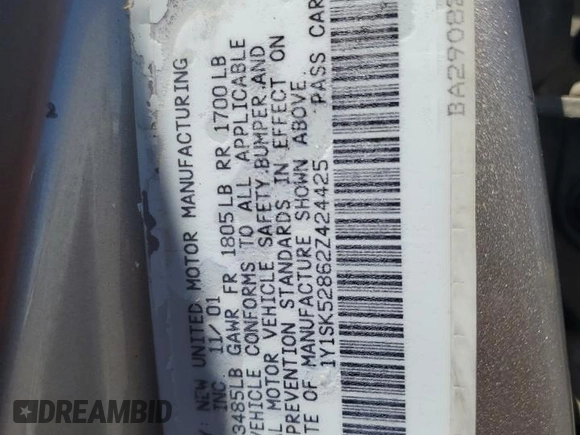 Y: NEW UNITED MOTOR MANUFACTURING
INC 11/01
3485LB GAWR FR 1805LB RR 1700LB
VEHICLE CONFORMS TO ALL APPLICABLE
MOTOR VEHICLE SAFETY, BUMPER, AND
PREVENTION STANDARDS IN EFFECT ON
TE OF MANUFACTURE SHOWN ABOVE.
1Y1SK52862Z424425 PASS CAR
BA29082
DREAMBID